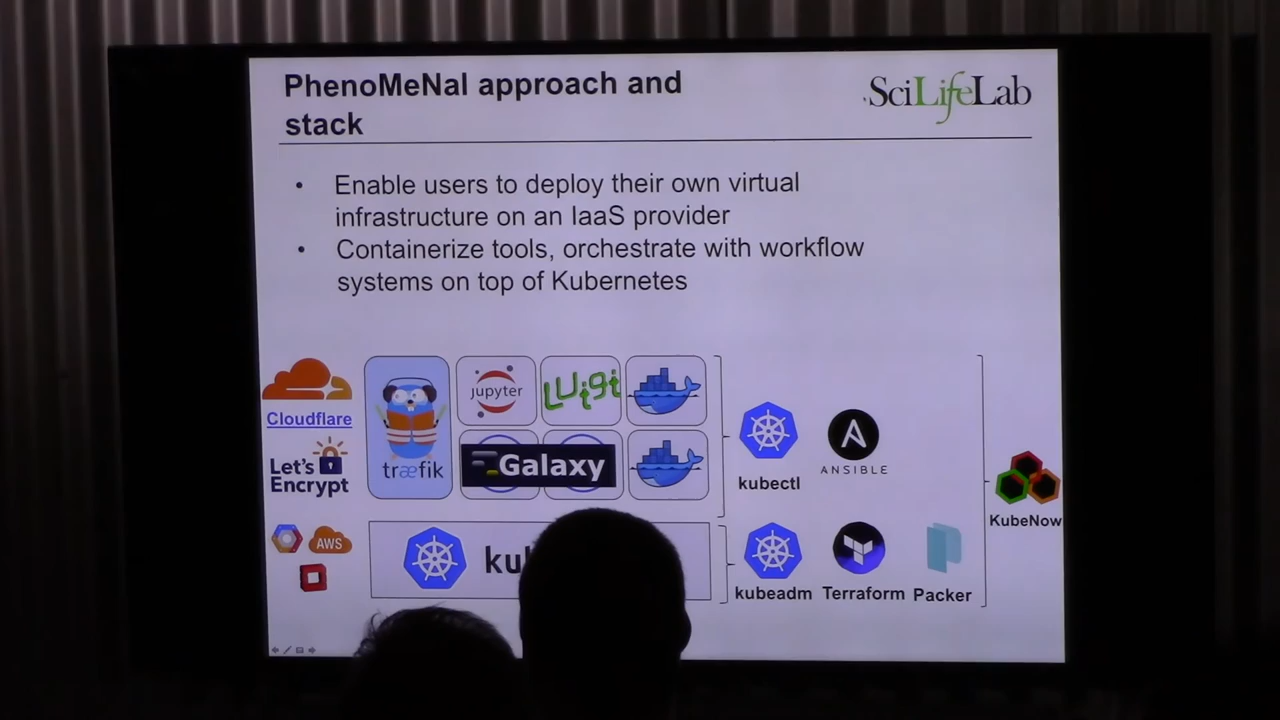 PhenoMeNal approach and
stack
SciLifeLab
• Enable users to deploy their own virtual
infrastructure on an IaaS provider
• Containerize tools, orchestrate with workflow
systems on top of Kubernetes
Cloudflare
Let's
Encrypt
træfik
jupyter
LUigi
Galaxy
kubectl
ANSIBLE
KubeNow
AWS
ku
kubeadm
Terraform
Packer